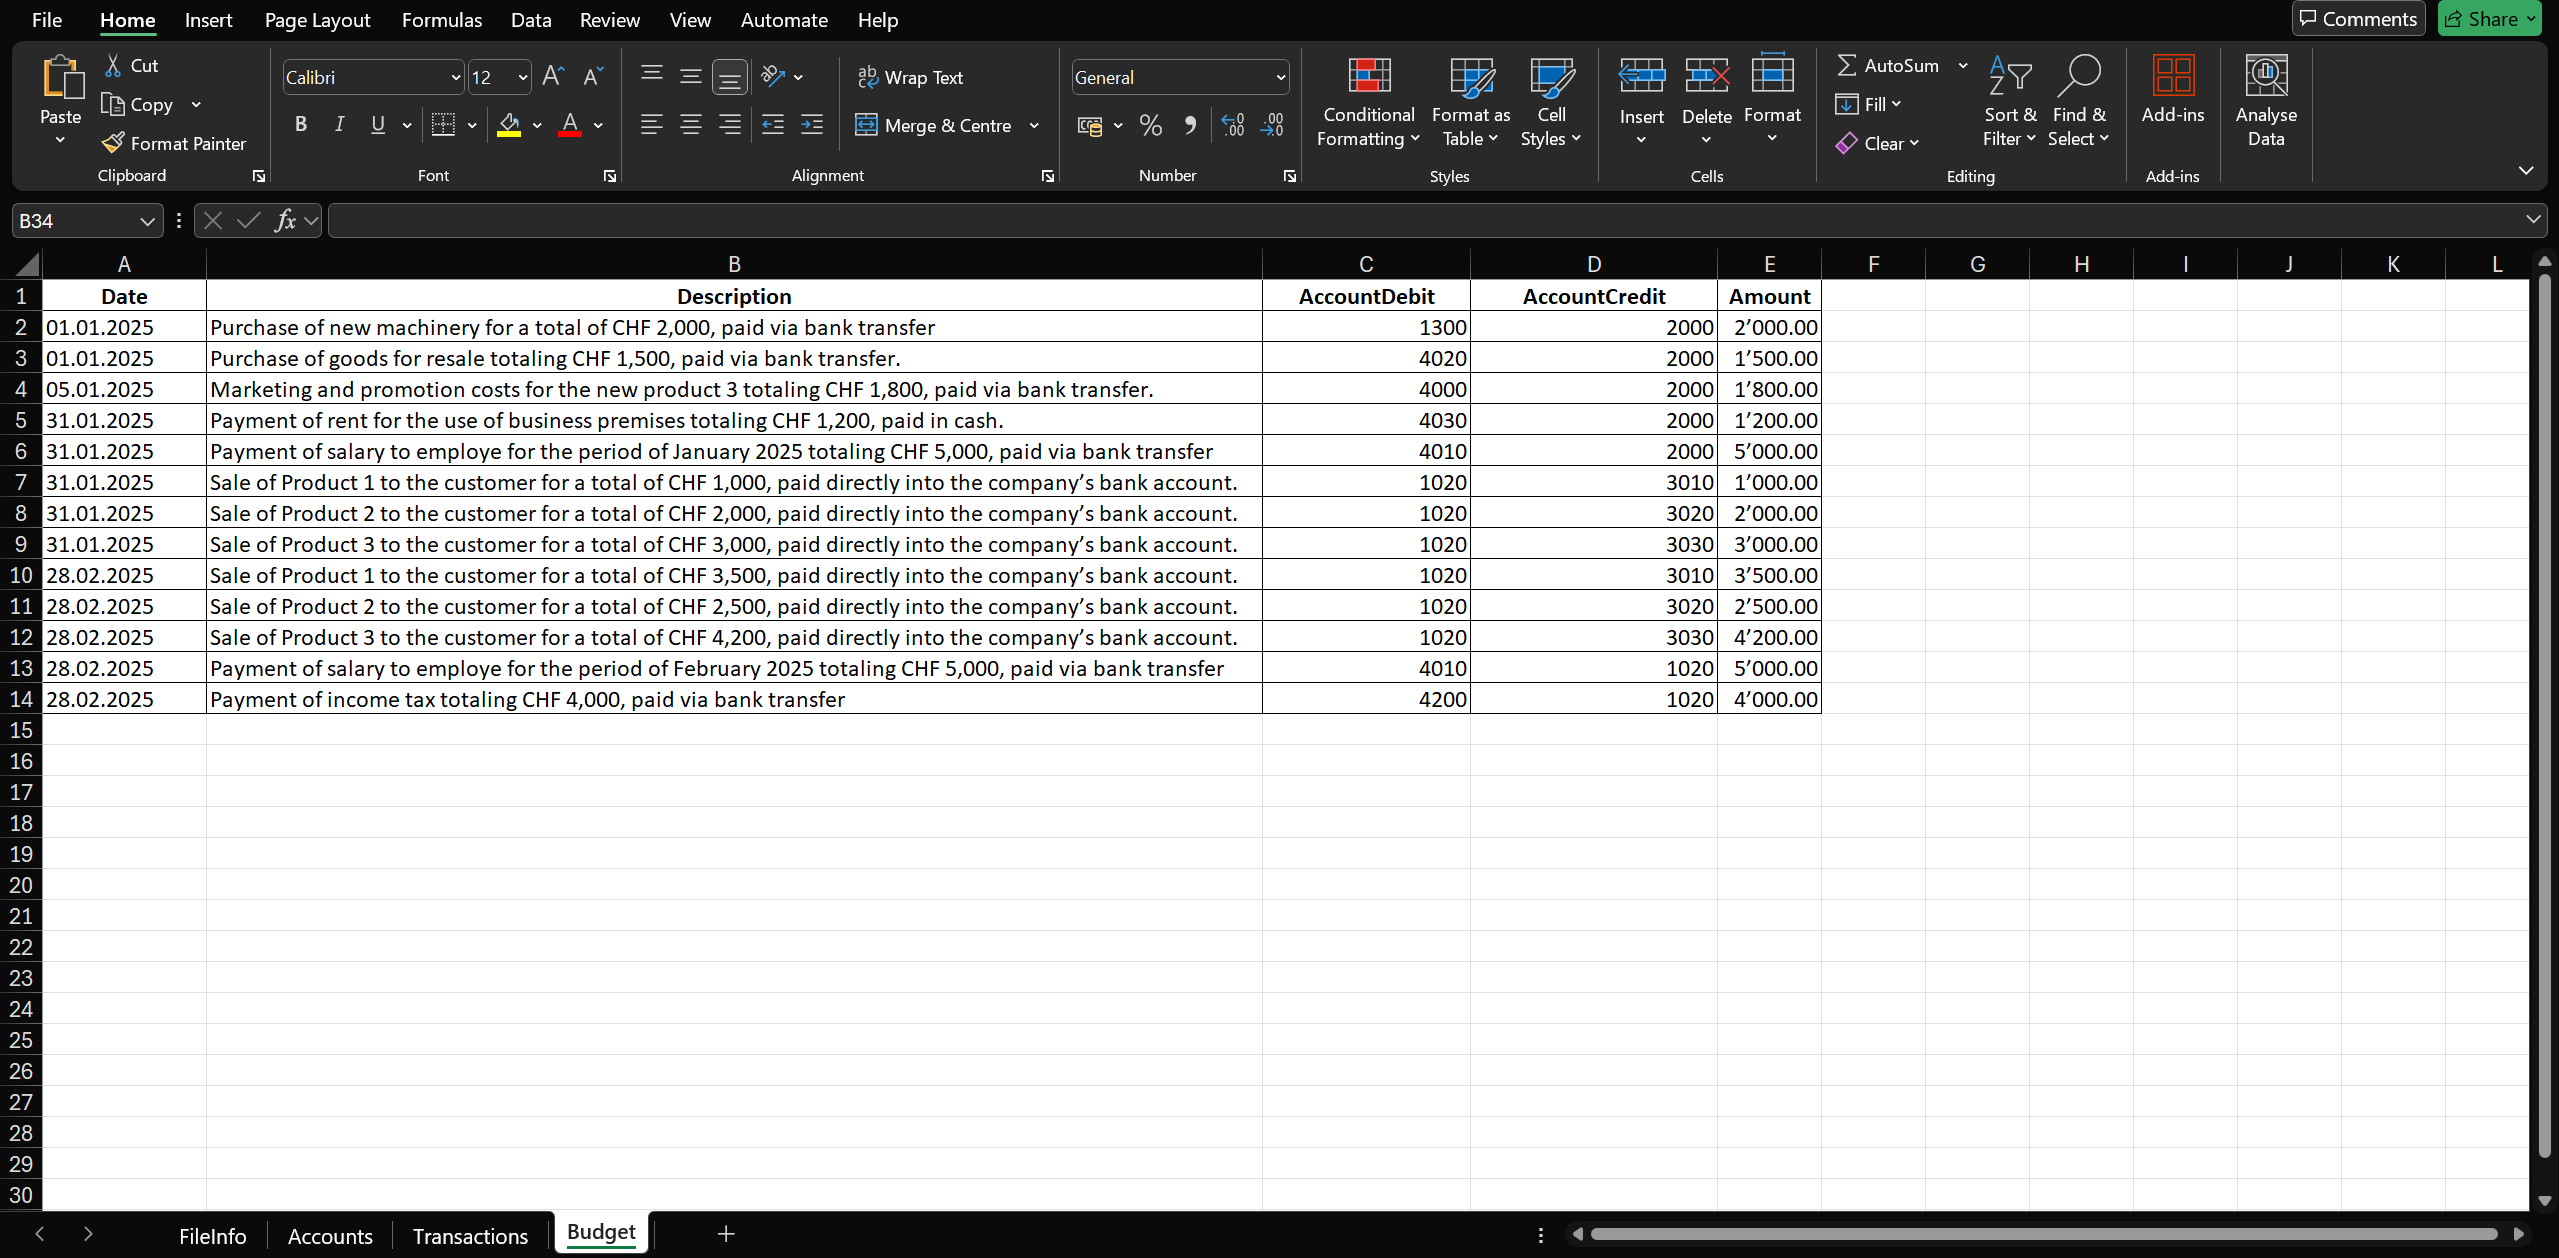 File Home Insert Page Layout Formulas Data Review View Automate Help Comments Share
Paste Cut Copy Format Painter Clipboard
Calibri 12 B I U A Font
Wrap Text Merge & Centre Alignment
General % Number
Conditional Formatting Format as Table Cell Styles Styles
Insert Delete Format Cells
AutoSum Fill Clear Sort & Filter Find & Select Editing
Add-ins Add-ins
Analyse Data
B34 fx
A B C D E F G H I J K L
1 Date Description AccountDebit AccountCredit Amount
2 01.01.2025 Purchase of new machinery for a total of CHF 2,000, paid via bank transfer 1300 2000 2’000.00
3 01.01.2025 Purchase of goods for resale totaling CHF 1,500, paid via bank transfer. 4020 2000 1’500.00
4 05.01.2025 Marketing and promotion costs for the new product 3 totaling CHF 1,800, paid via bank transfer. 4000 2000 1’800.00
5 31.01.2025 Payment of rent for the use of business premises totaling CHF 1,200, paid in cash. 4030 2000 1’200.00
6 31.01.2025 Payment of salary to employe for the period of January 2025 totaling CHF 5,000, paid via bank transfer 4010 2000 5’000.00
7 31.01.2025 Sale of Product 1 to the customer for a total of CHF 1,000, paid directly into the company’s bank account. 1020 3010 1’000.00
8 31.01.2025 Sale of Product 2 to the customer for a total of CHF 2,000, paid directly into the company’s bank account. 1020 3020 2’000.00
9 31.01.2025 Sale of Product 3 to the customer for a total of CHF 3,000, paid directly into the company’s bank account. 1020 3030 3’000.00
10 28.02.2025 Sale of Product 1 to the customer for a total of CHF 3,500, paid directly into the company’s bank account. 1020 3010 3’500.00
11 28.02.2025 Sale of Product 2 to the customer for a total of CHF 2,500, paid directly into the company’s bank account. 1020 3020 2’500.00
12 28.02.2025 Sale of Product 3 to the customer for a total of CHF 4,200, paid directly into the company’s bank account. 1020 3030 4’200.00
13 28.02.2025 Payment of salary to employe for the period of February 2025 totaling CHF 5,000, paid via bank transfer 4010 1020 5’000.00
14 28.02.2025 Payment of income tax totaling CHF 4,000, paid via bank transfer 4200 1020 4’000.00
15
16
17
18
19
20
21
22
23
24
25
26
27
28
29
30
FileInfo Accounts Transactions Budget